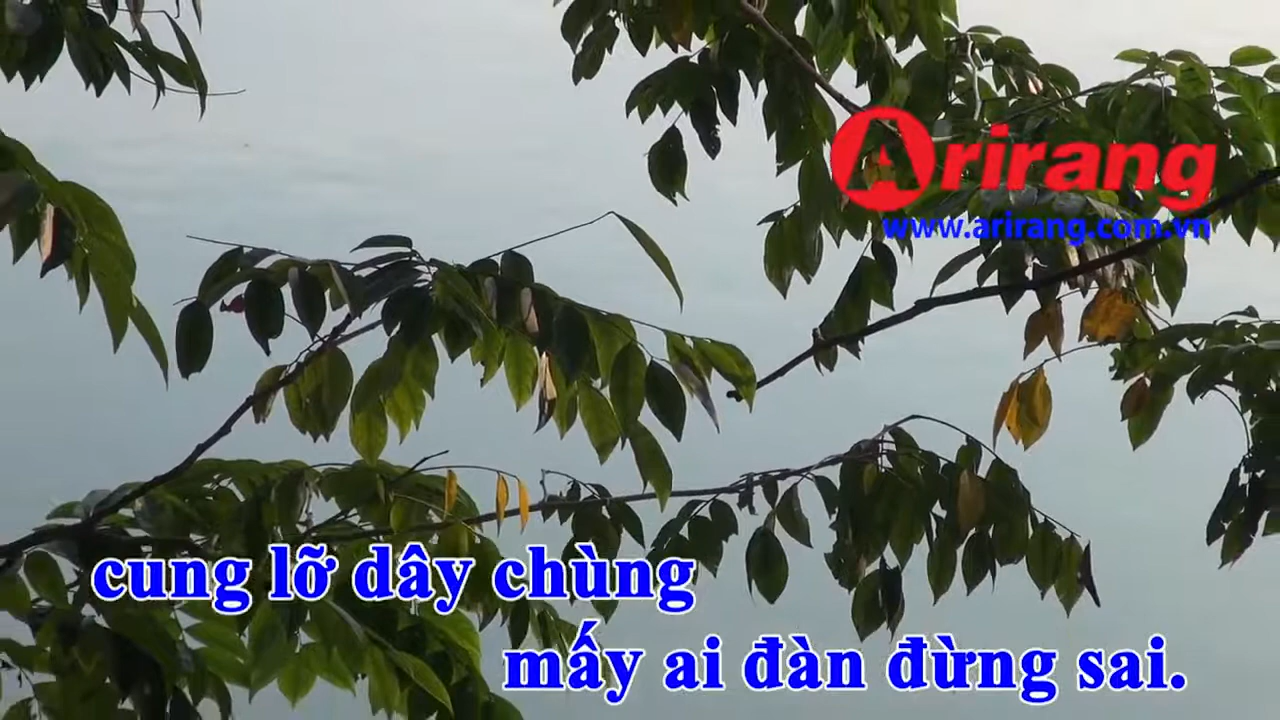 Arirang
www.arirang.com.vn
cung lỡ dây chùng
mấy ai đàn đừng sai.